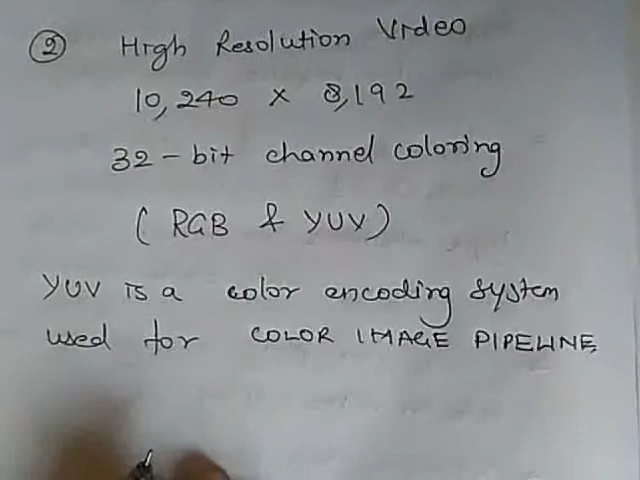 ② High Resolution Video
10,240 x 8,192
32-bit channel coloring
( RGB & YUV )
YUV is a color encoding system
used for COLOR IMAGE PIPELINE